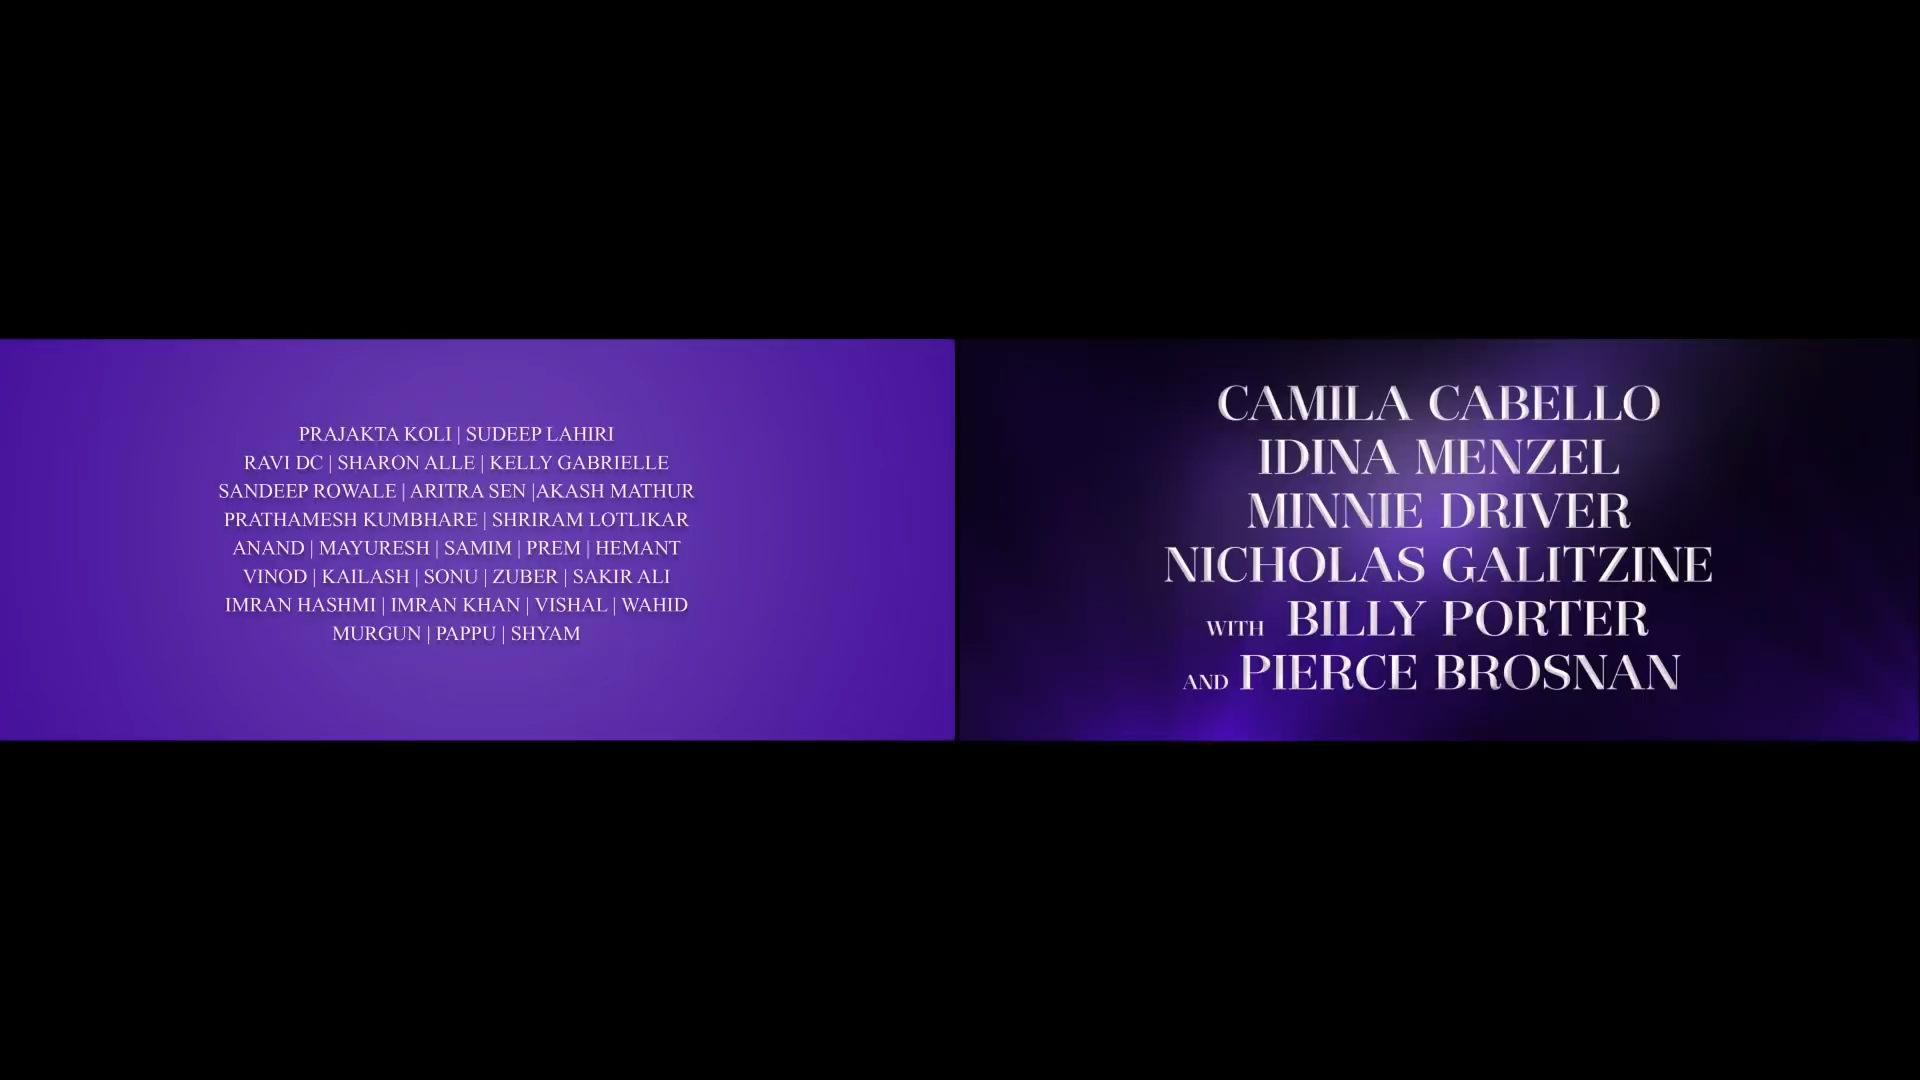 PRAJAKTA KOLI | SUDEEP LAHIRI
RAVI DC | SHARON ALLE | KELLY GABRIELLE
SANDEEP ROWALE | ARITRA SEN |AKASH MATHUR
PRATHAMESH KUMBHARE | SHRIRAM LOTLIKAR
ANAND | MAYURESH | SAMIM | PREM | HEMANT
VINOD | KAILASH | SONU | ZUBER | SAKIR ALI
IMRAN HASHMI | IMRAN KHAN | VISHAL | WAHID
MURGUN | PAPPU | SHYAM
CAMILA CABELLO
IDINA MENZEL
MINNIE DRIVER
NICHOLAS GALITZINE
WITH BILLY PORTER
AND PIERCE BROSNAN